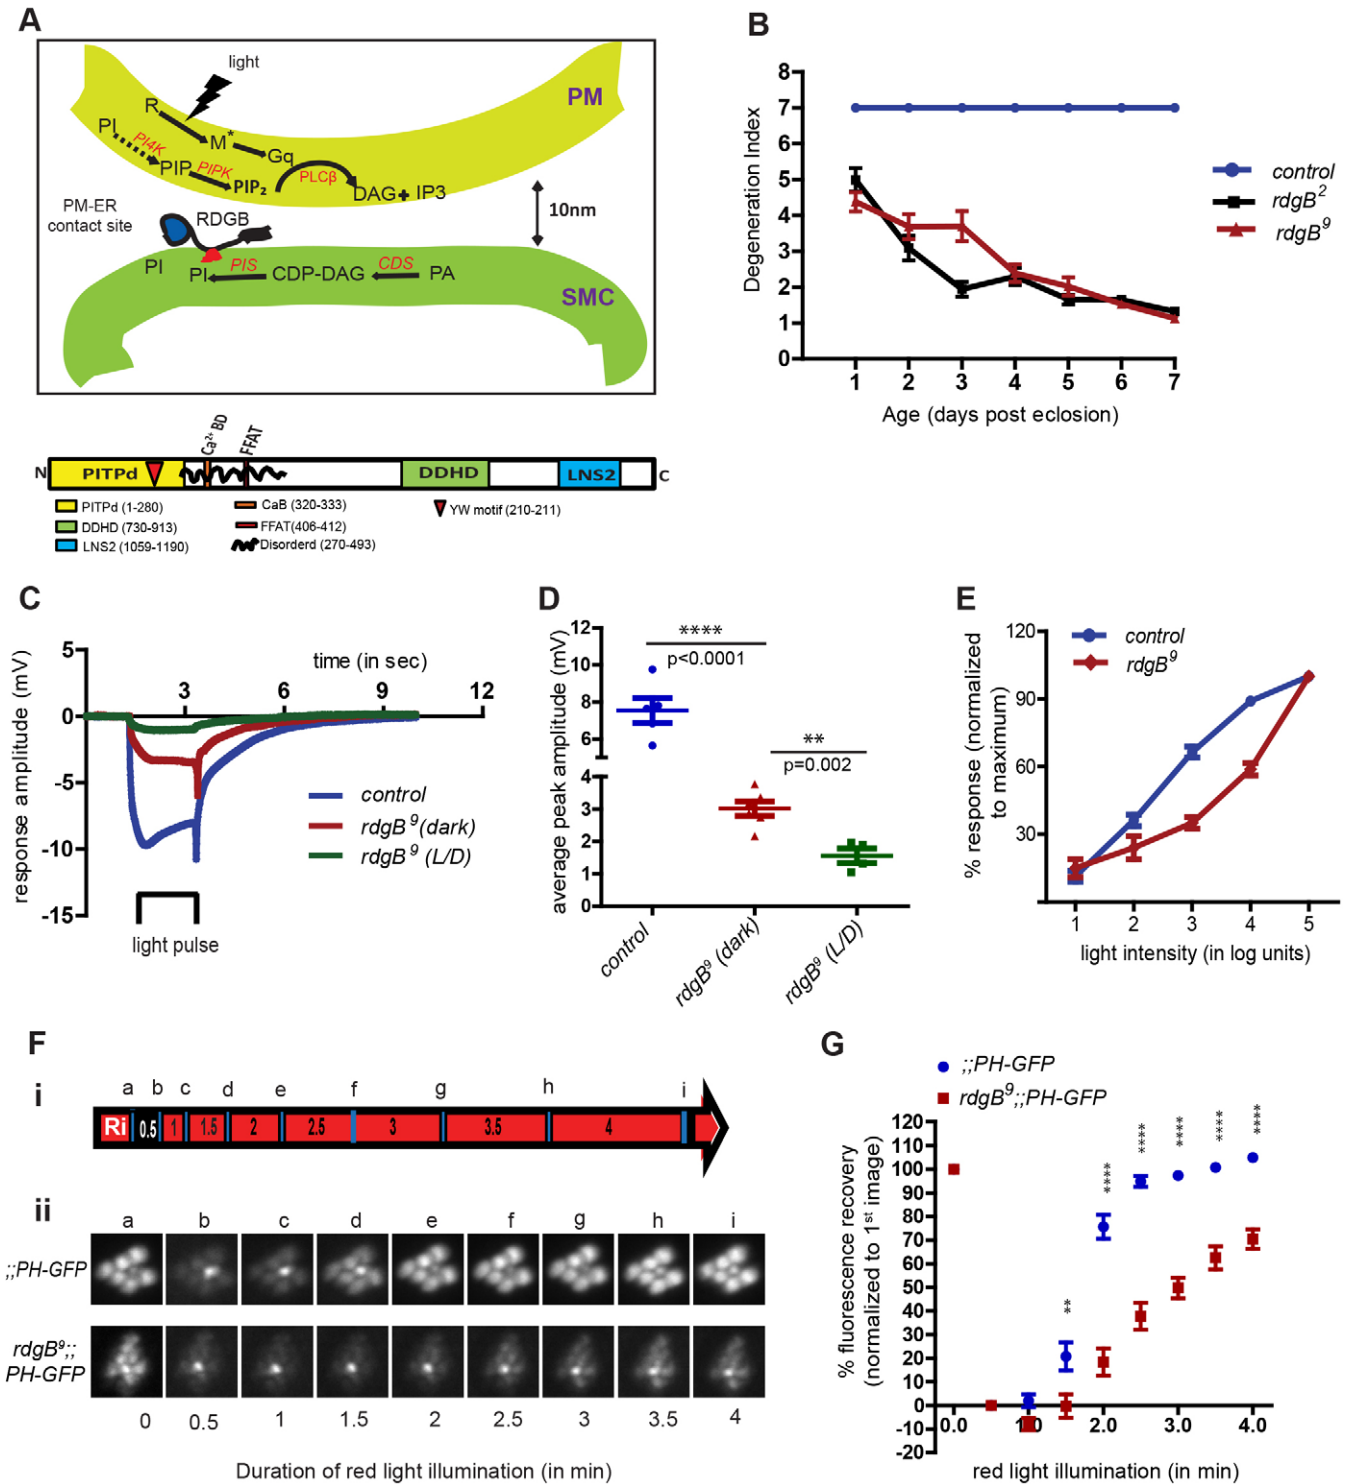 A
light
PM
R
PI
PI4K
M*
Gq
PIP
PIPK
PIP₂
PLCβ
DAG+ IP3
PM-ER
contact site
RDGB
10nm
PI
PI
PIS
CDP-DAG
CDS
PA
SMC
Ca²⁺ BD
FFAT
N
PITPd
DDHD
LNS2
C
PITPd (1-280)
CaB (320-333)
YW motif (210-211)
DDHD (730-913)
FFAT(406-412)
LNS2 (1059-1190)
Disorderd (270-493)
B
Degeneration Index
8
7
6
5
4
3
2
1
0
1 2 3 4 5 6 7
Age (days post eclosion)
control
rdgB²
rdgB⁹
C
response amplitude (mV)
5
0
-5
-10
-15
time (in sec)
3 6 9 12
control
rdgB⁹(dark)
rdgB⁹ (L/D)
light pulse
D
average peak amplitude (mV)
12
10
8
6
4
3
2
1
0
****
p<0.0001
**
p=0.002
control
rdgB⁹ (dark)
rdgB⁹ (L/D)
E
% response (normalized
to maximum)
120
90
60
30
control
rdgB⁹
1 2 3 4 5
light intensity (in log units)
F
i
a b c d e f g h i
Ri 0.5 1 1.5 2 2.5 3 3.5 4
ii
a b c d e f g h i
;;PH-GFP
rdgB⁹;;
PH-GFP
0 0.5 1 1.5 2 2.5 3 3.5 4
Duration of red light illumination (in min)
G
;;PH-GFP
rdgB⁹;;PH-GFP
% fluorescence recovery
(normalized to 1st image)
120
110
100
90
80
70
60
50
40
30
20
10
0
-10
-20
**
****
****
****
****
****
0.0 1.0 2.0 3.0 4.0
red light illumination (in min)